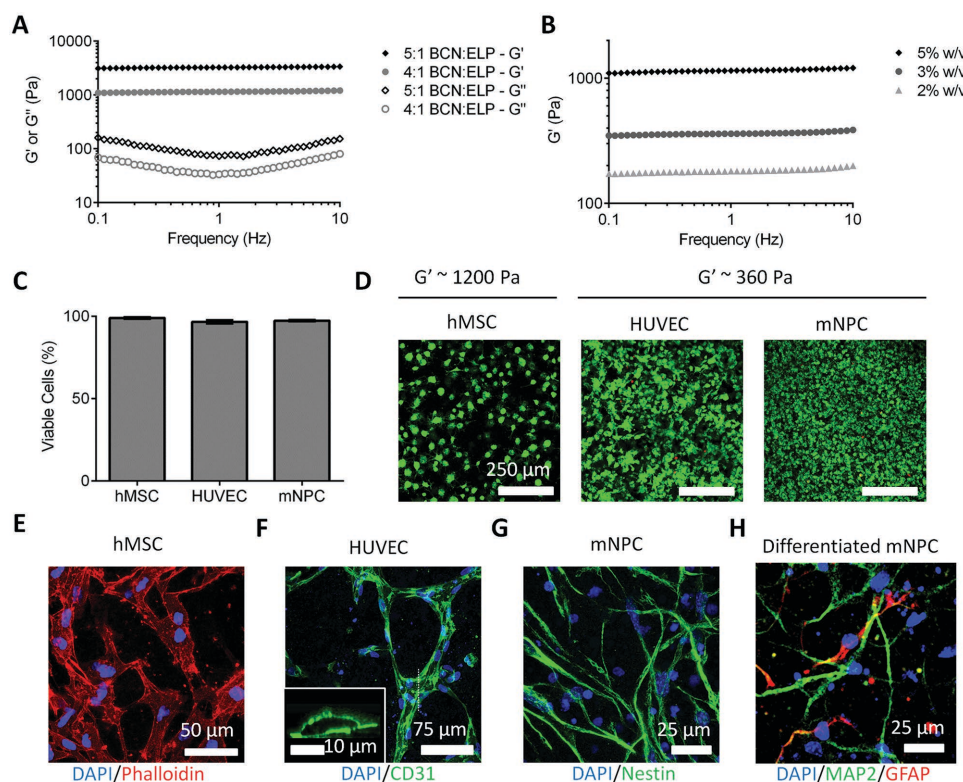 A
10000
1000
100
10
G' or G" (Pa)
0.1
1
10
Frequency (Hz)
5:1 BCN:ELP - G'
4:1 BCN:ELP - G'
5:1 BCN:ELP - G"
4:1 BCN:ELP - G"
B
1000
100
G' (Pa)
0.1
1
10
Frequency (Hz)
5% w/v
3% w/v
2% w/v
C
100
50
0
Viable Cells (%)
hMSC
HUVEC
mNPC
D
G' ~ 1200 Pa
G' ~ 360 Pa
hMSC
HUVEC
mNPC
250 µm
E
hMSC
50 µm
DAPI/Phalloidin
F
HUVEC
10 µm
75 µm
DAPI/CD31
G
mNPC
25 µm
DAPI/Nestin
H
Differentiated mNPC
25 µm
DAPI/MAP2/GFAP